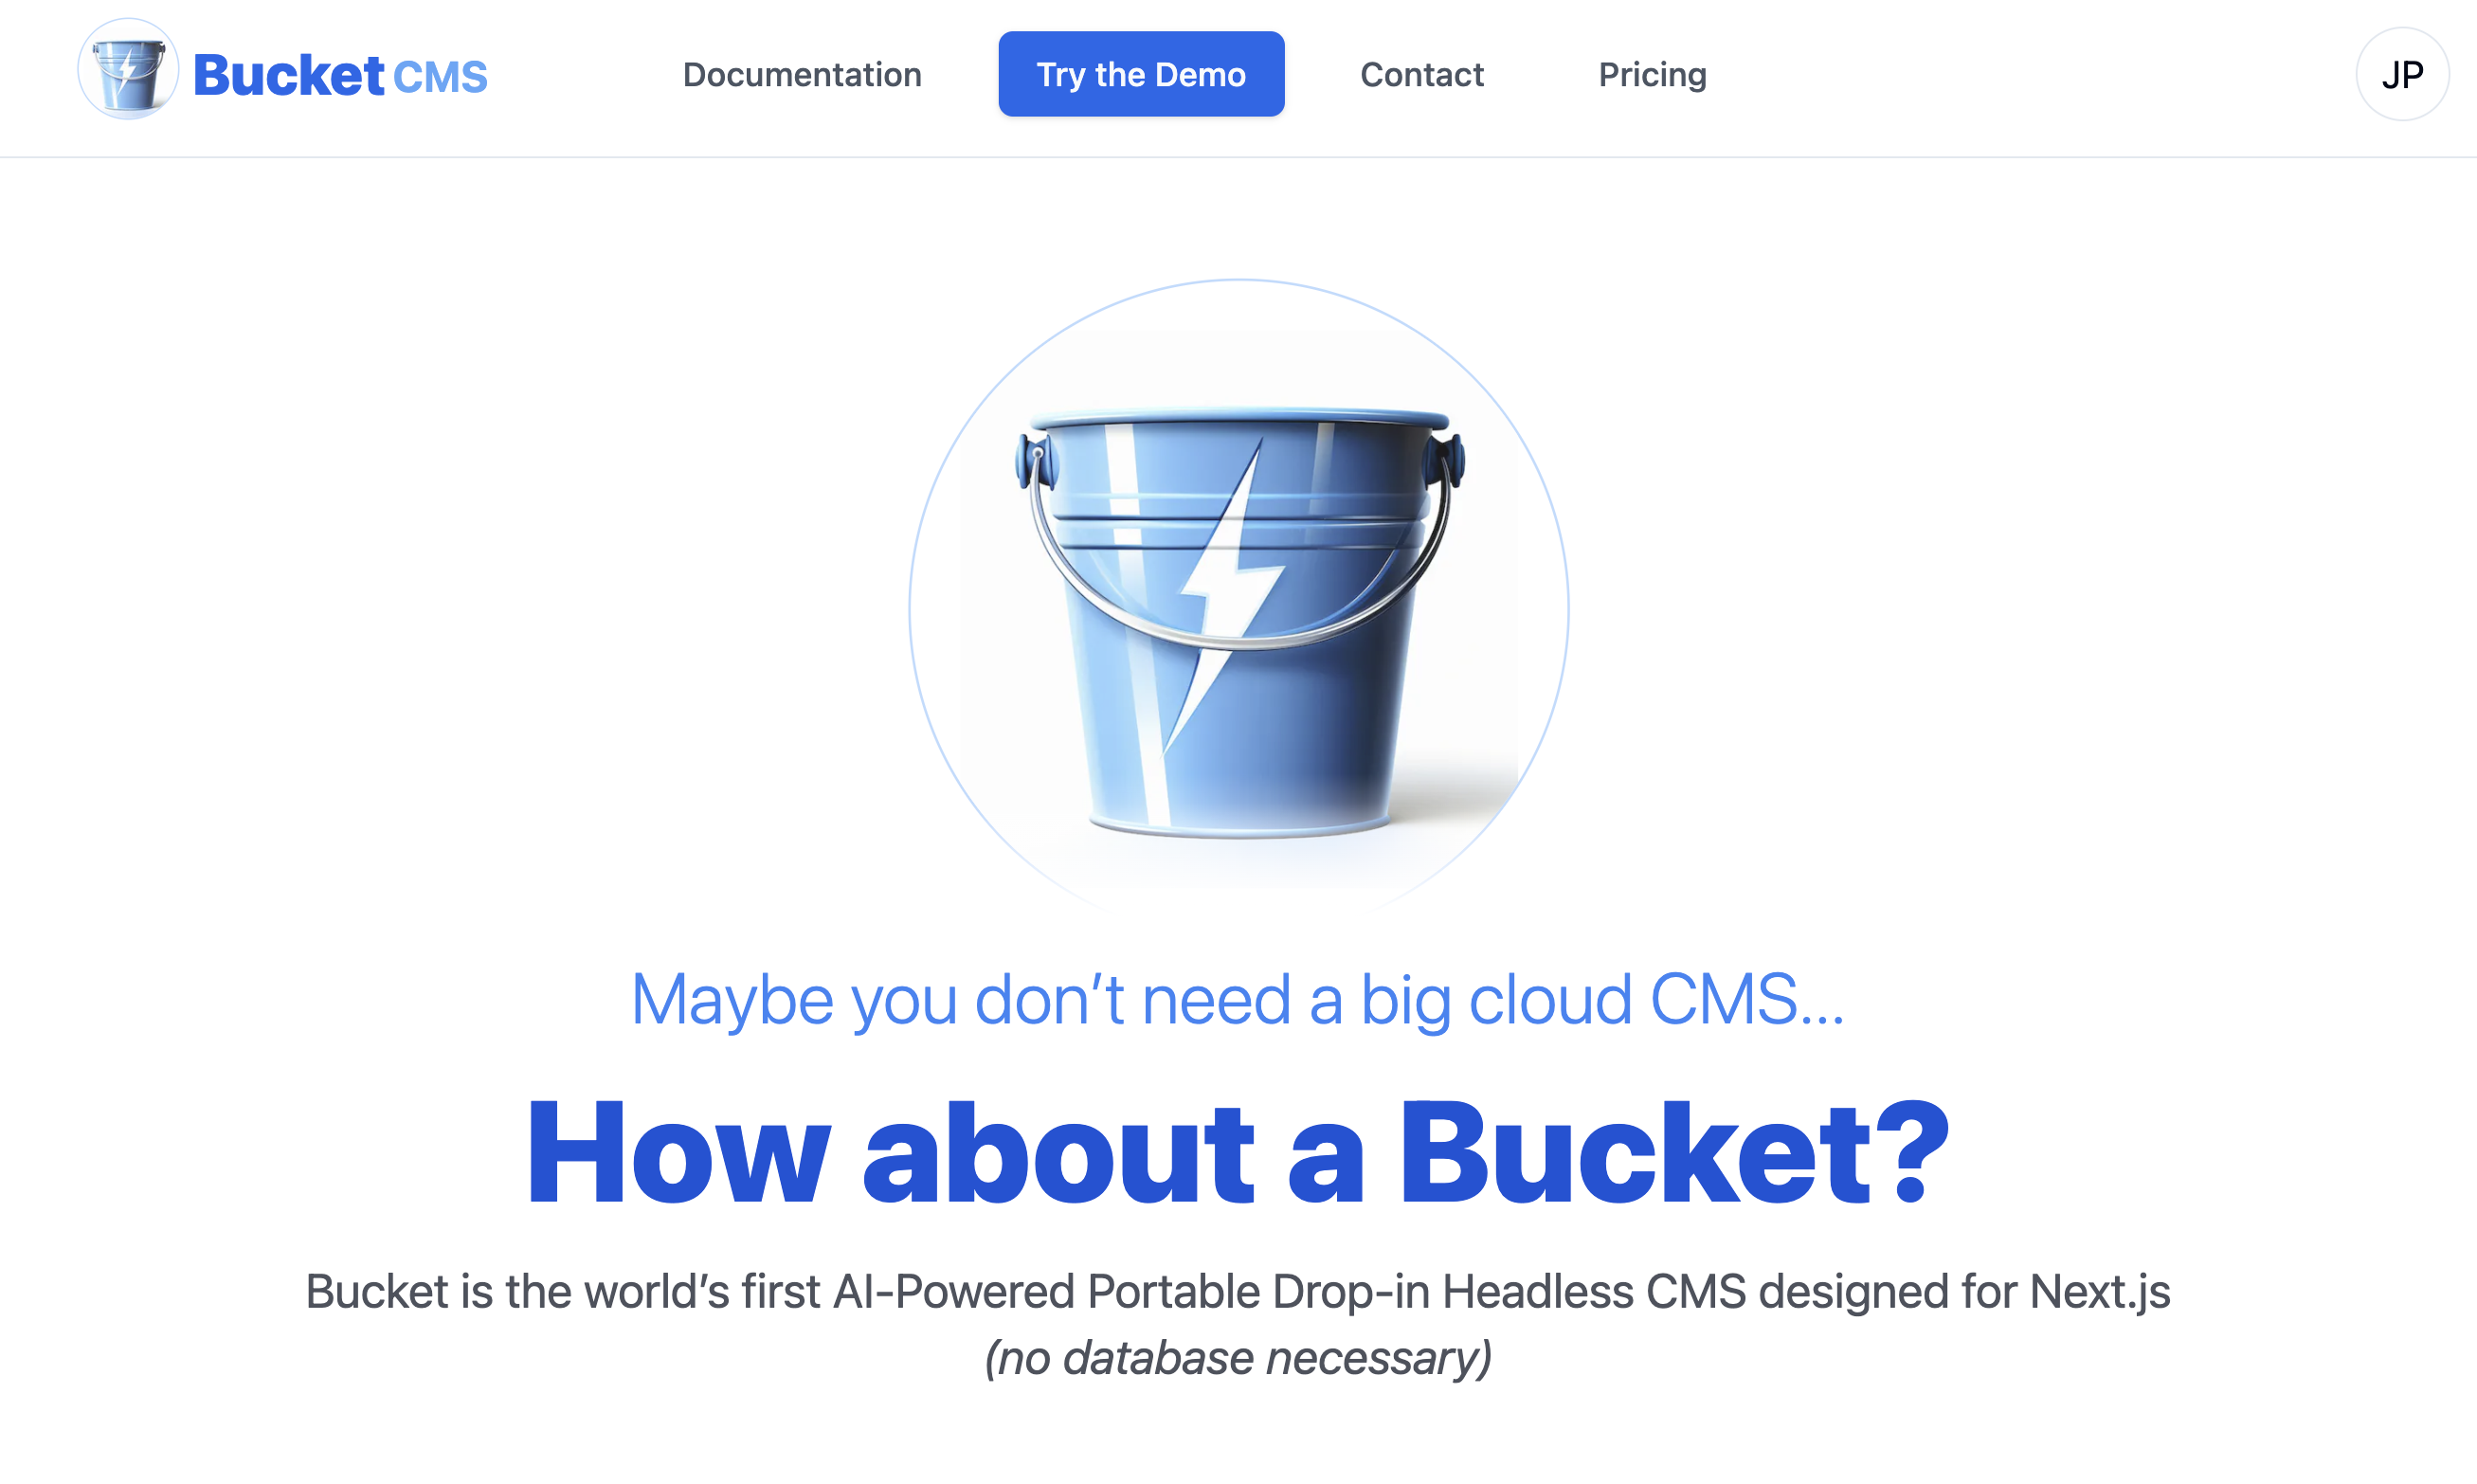 Bucket CMS
Documentation
Try the Demo
Contact
Pricing
JP
Maybe you don’t need a big cloud CMS...
How about a Bucket?
Bucket is the world’s first AI-Powered Portable Drop-in Headless CMS designed for Next.js
(no database necessary)